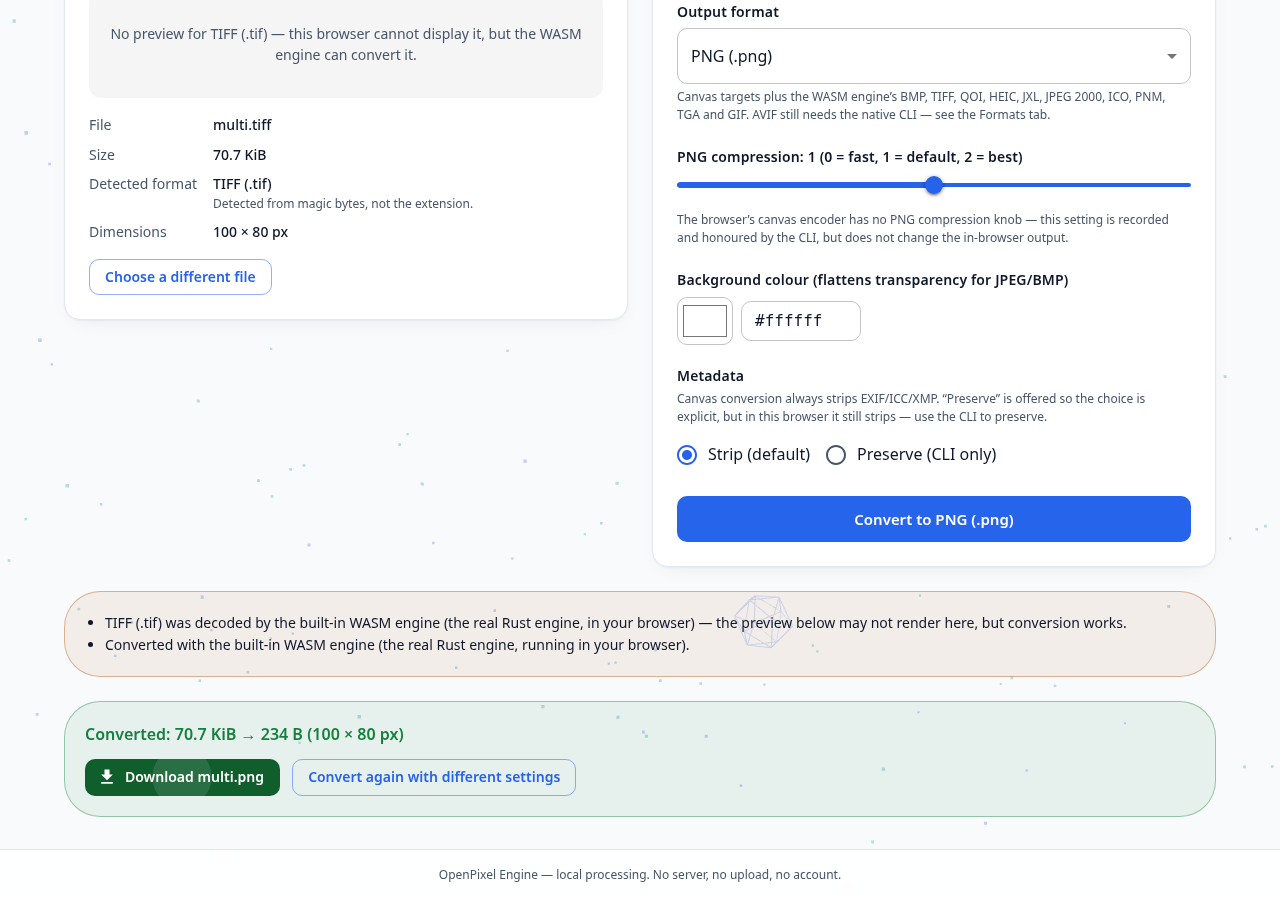 No preview for TIFF (.tif) — this browser cannot display it, but the WASM
engine can convert it.
File multi.tiff
Size 70.7 KiB
Detected format TIFF (.tif)
Detected from magic bytes, not the extension.
Dimensions 100 × 80 px
Choose a different file
Output format
PNG (.png)
Canvas targets plus the WASM engine’s BMP, TIFF, QOI, HEIC, JXL, JPEG 2000, ICO, PNM,
TGA and GIF. AVIF still needs the native CLI — see the Formats tab.
PNG compression: 1 (0 = fast, 1 = default, 2 = best)
The browser’s canvas encoder has no PNG compression knob — this setting is recorded
and honoured by the CLI, but does not change the in-browser output.
Background colour (flattens transparency for JPEG/BMP)
#ffffff
Metadata
Canvas conversion always strips EXIF/ICC/XMP. “Preserve” is offered so the choice is
explicit, but in this browser it still strips — use the CLI to preserve.
Strip (default) Preserve (CLI only)
Convert to PNG (.png)
• TIFF (.tif) was decoded by the built-in WASM engine (the real Rust engine, in your browser) — the preview below may not render here, but conversion works.
• Converted with the built-in WASM engine (the real Rust engine, running in your browser).
Converted: 70.7 KiB → 234 B (100 × 80 px)
Download multi.png Convert again with different settings
OpenPixel Engine — local processing. No server, no upload, no account.